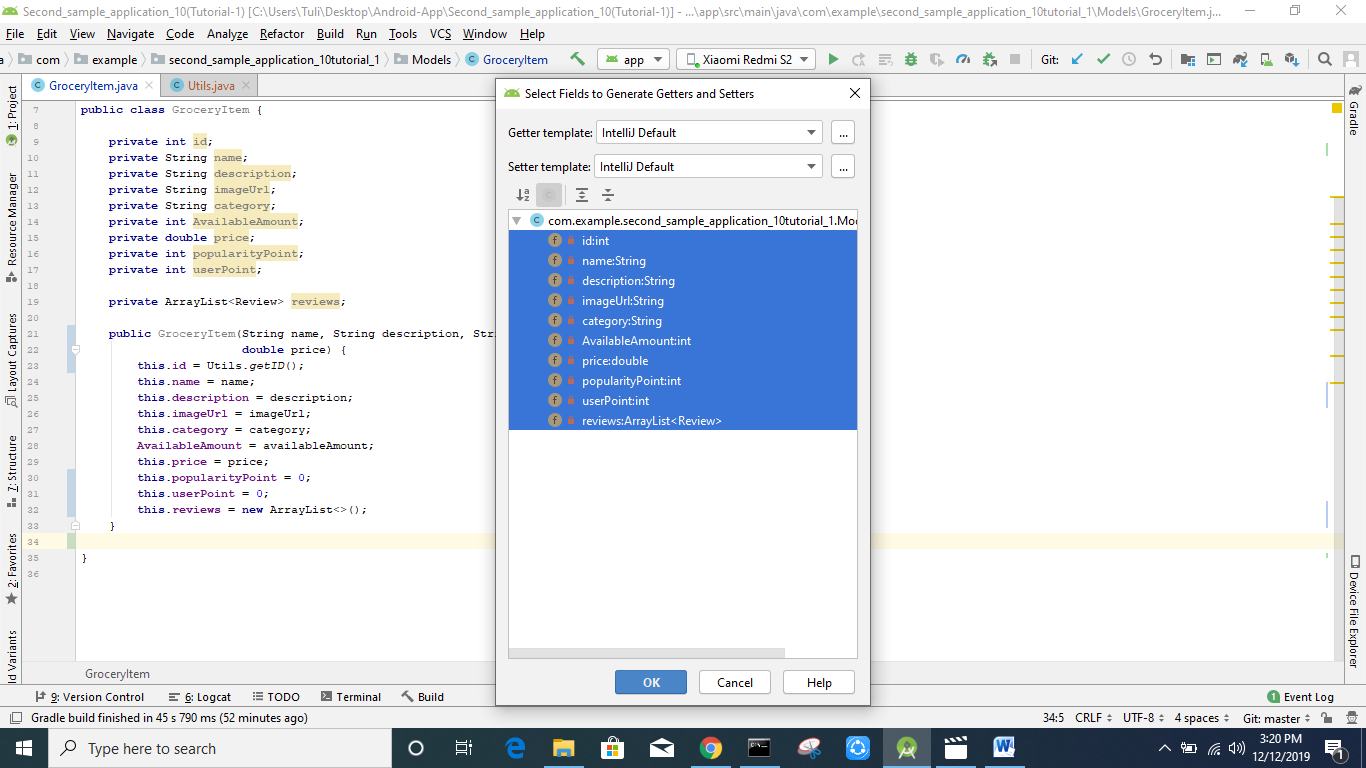 Second_sample_application_10(Tutorial-1) [C:\Users\Tuli\Desktop\Android-App\Second_sample_application_10(Tutorial-1)] - ...\app\src\main\java\com\example\second_sample_application_10tutorial_1\Models\GroceryItem.j...
File Edit View Navigate Code Analyze Refactor Build Run Tools VCS Window Help
com example second_sample_application_10tutorial_1 Models GroceryItem app Xiaomi Redmi S2 Git:
GroceryItem.java Utils.java
1: Project
Resource Manager
Layout Captures
7: Structure
2: Favorites
ld Variants
7 public class GroceryItem {
8
9 private int id;
10 private String name;
11 private String description;
12 private String imageUrl;
13 private String category;
14 private int AvailableAmount;
15 private double price;
16 private int popularityPoint;
17 private int userPoint;
18
19 private ArrayList<Review> reviews;
20
21 public GroceryItem(String name, String description, Str
22 double price) {
23 this.id = Utils.getID();
24 this.name = name;
25 this.description = description;
26 this.imageUrl = imageUrl;
27 this.category = category;
28 AvailableAmount = availableAmount;
29 this.price = price;
30 this.popularityPoint = 0;
31 this.userPoint = 0;
32 this.reviews = new ArrayList<>();
33 }
34
35 }
36
GroceryItem
Select Fields to Generate Getters and Setters
Getter template: IntelliJ Default ...
Setter template: IntelliJ Default ...
com.example.second_sample_application_10tutorial_1.Mo
id:int
name:String
description:String
imageUrl:String
category:String
AvailableAmount:int
price:double
popularityPoint:int
userPoint:int
reviews:ArrayList<Review>
OK Cancel Help
Gradle
Device File Explorer
9: Version Control 6: Logcat TODO Terminal Build 1 Event Log
Gradle build finished in 45 s 790 ms (52 minutes ago) 34:5 CRLF UTF-8 4 spaces Git: master
Type here to search
3:20 PM
12/12/2019
1